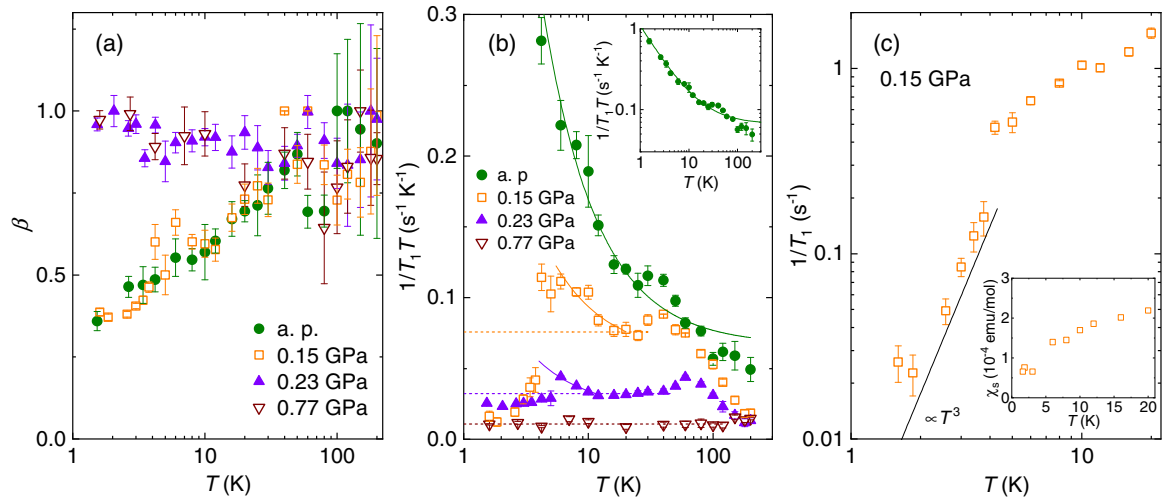 (a)
β
1.0
0.5
0.0
1
10
100
T (K)
a. p.
0.15 GPa
0.23 GPa
0.77 GPa
(b)
1/T₁T (s⁻¹ K⁻¹)
0.3
0.2
0.1
0.0
1
10
100
T (K)
a. p
0.15 GPa
0.23 GPa
0.77 GPa
1/T₁T (s⁻¹ K⁻¹)
1
0.1
1
10
100
T (K)
(c)
0.15 GPa
1/T₁ (s⁻¹)
1
0.1
0.01
1
10
T (K)
∝T³
χₛ (10⁻⁴ emu/mol)
3
2
1
0
0
5
10
15
20
T (K)